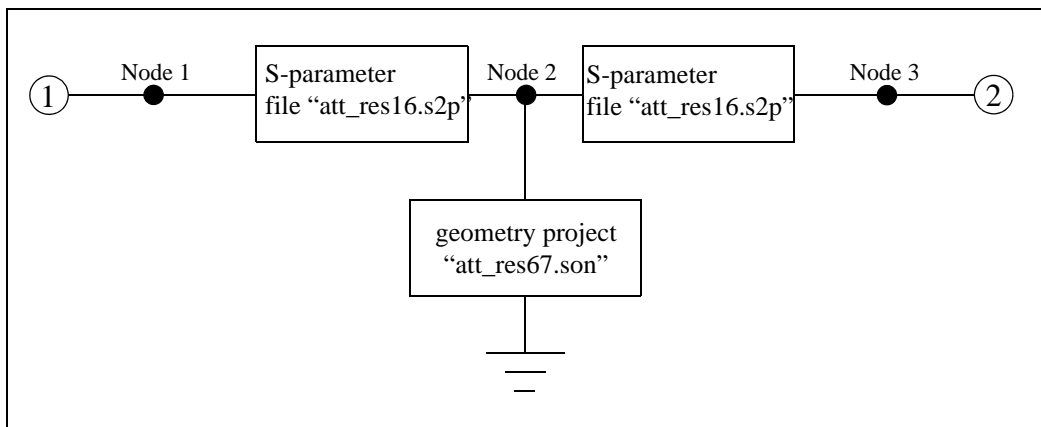 Node 1
Node 2
Node 3
1
S-parameter
file “att_res16.s2p”
S-parameter
file “att_res16.s2p”
2
geometry project
“att_res67.son”